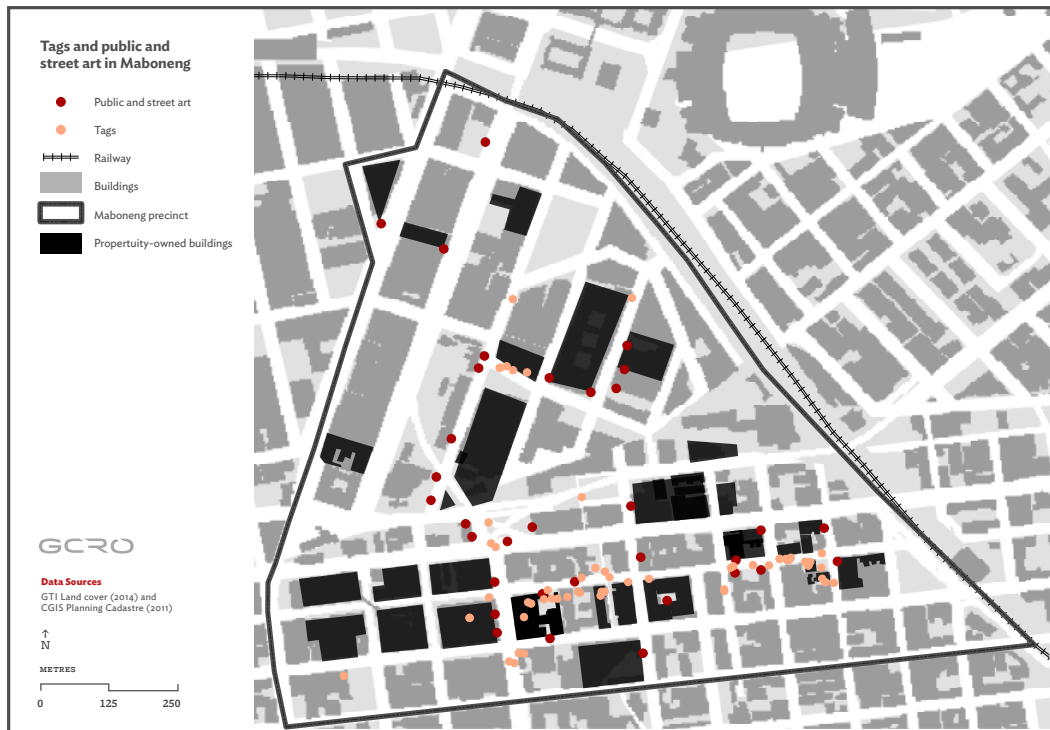 Tags and public and
street art in Maboneng
Public and street art
Tags
Railway
Buildings
Maboneng precinct
Propertuity-owned buildings
GCRO
Data Sources
GTI Land cover (2014) and
CGIS Planning Cadastre (2011)
N
METRES
0 125 250